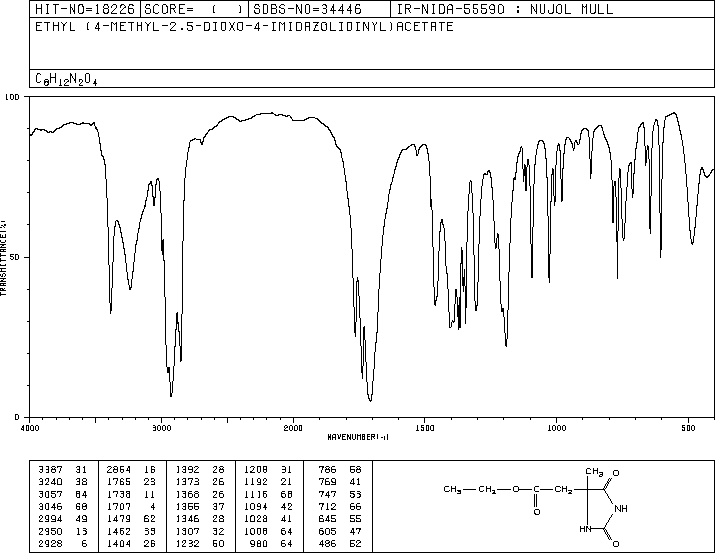 HIT-NO=18226 SCORE= ( ) SDBS-NO=34446 IR-NIDA-55590 : NUJOL MULL
ETHYL (4-METHYL-2,5-DIOXO-4-IMIDAZOLIDINYL)ACETATE
C8H12N2O4
100
50
0
TRANSMITTANCE(%)
4000 3000 2000 1500 1000 500
WAVENUMBER(-1)
3387 31 2854 16 1392 28 1208 31 786 58
3240 38 1765 23 1373 26 1192 21 769 41
3057 64 1738 11 1368 26 1116 68 747 53
3046 68 1707 4 1355 37 1094 42 712 66
2994 49 1479 62 1346 28 1028 41 645 55
2950 13 1462 35 1307 32 1008 64 605 47
2928 6 1404 26 1232 50 980 64 486 52
CH3 O
CH3 CH2 O C CH2 NH
O HN O